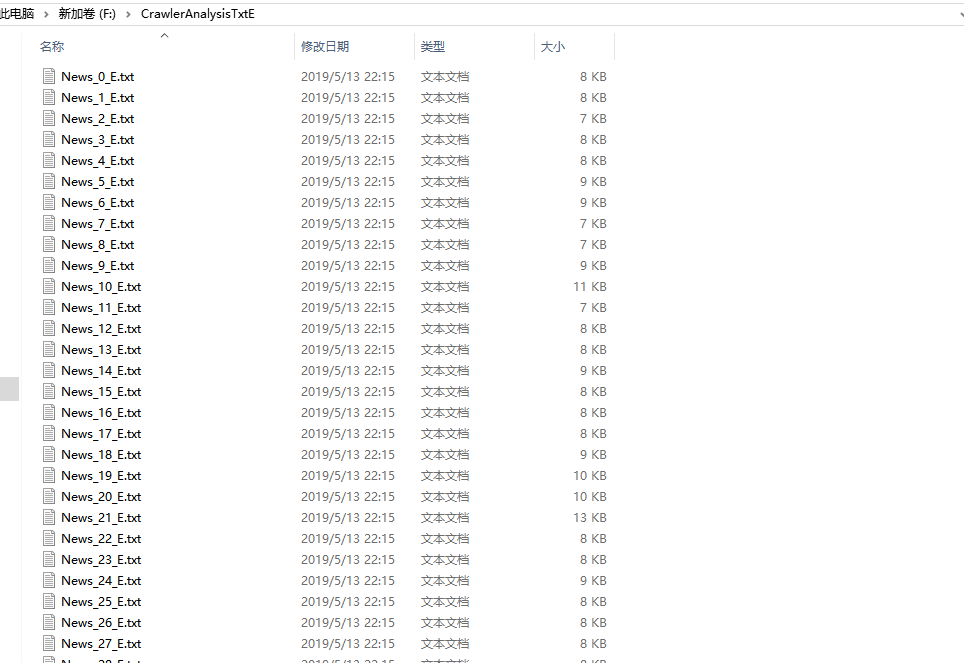 此电脑 › 新加卷 (F:) › CrawlerAnalysisTxtE
名称 修改日期 类型 大小
News_0_E.txt 2019/5/13 22:15 文本文档 8 KB
News_1_E.txt 2019/5/13 22:15 文本文档 8 KB
News_2_E.txt 2019/5/13 22:15 文本文档 7 KB
News_3_E.txt 2019/5/13 22:15 文本文档 8 KB
News_4_E.txt 2019/5/13 22:15 文本文档 8 KB
News_5_E.txt 2019/5/13 22:15 文本文档 9 KB
News_6_E.txt 2019/5/13 22:15 文本文档 9 KB
News_7_E.txt 2019/5/13 22:15 文本文档 7 KB
News_8_E.txt 2019/5/13 22:15 文本文档 7 KB
News_9_E.txt 2019/5/13 22:15 文本文档 9 KB
News_10_E.txt 2019/5/13 22:15 文本文档 11 KB
News_11_E.txt 2019/5/13 22:15 文本文档 7 KB
News_12_E.txt 2019/5/13 22:15 文本文档 8 KB
News_13_E.txt 2019/5/13 22:15 文本文档 8 KB
News_14_E.txt 2019/5/13 22:15 文本文档 9 KB
News_15_E.txt 2019/5/13 22:15 文本文档 8 KB
News_16_E.txt 2019/5/13 22:15 文本文档 8 KB
News_17_E.txt 2019/5/13 22:15 文本文档 8 KB
News_18_E.txt 2019/5/13 22:15 文本文档 9 KB
News_19_E.txt 2019/5/13 22:15 文本文档 10 KB
News_20_E.txt 2019/5/13 22:15 文本文档 10 KB
News_21_E.txt 2019/5/13 22:15 文本文档 13 KB
News_22_E.txt 2019/5/13 22:15 文本文档 8 KB
News_23_E.txt 2019/5/13 22:15 文本文档 8 KB
News_24_E.txt 2019/5/13 22:15 文本文档 9 KB
News_25_E.txt 2019/5/13 22:15 文本文档 8 KB
News_26_E.txt 2019/5/13 22:15 文本文档 8 KB
News_27_E.txt 2019/5/13 22:15 文本文档 8 KB